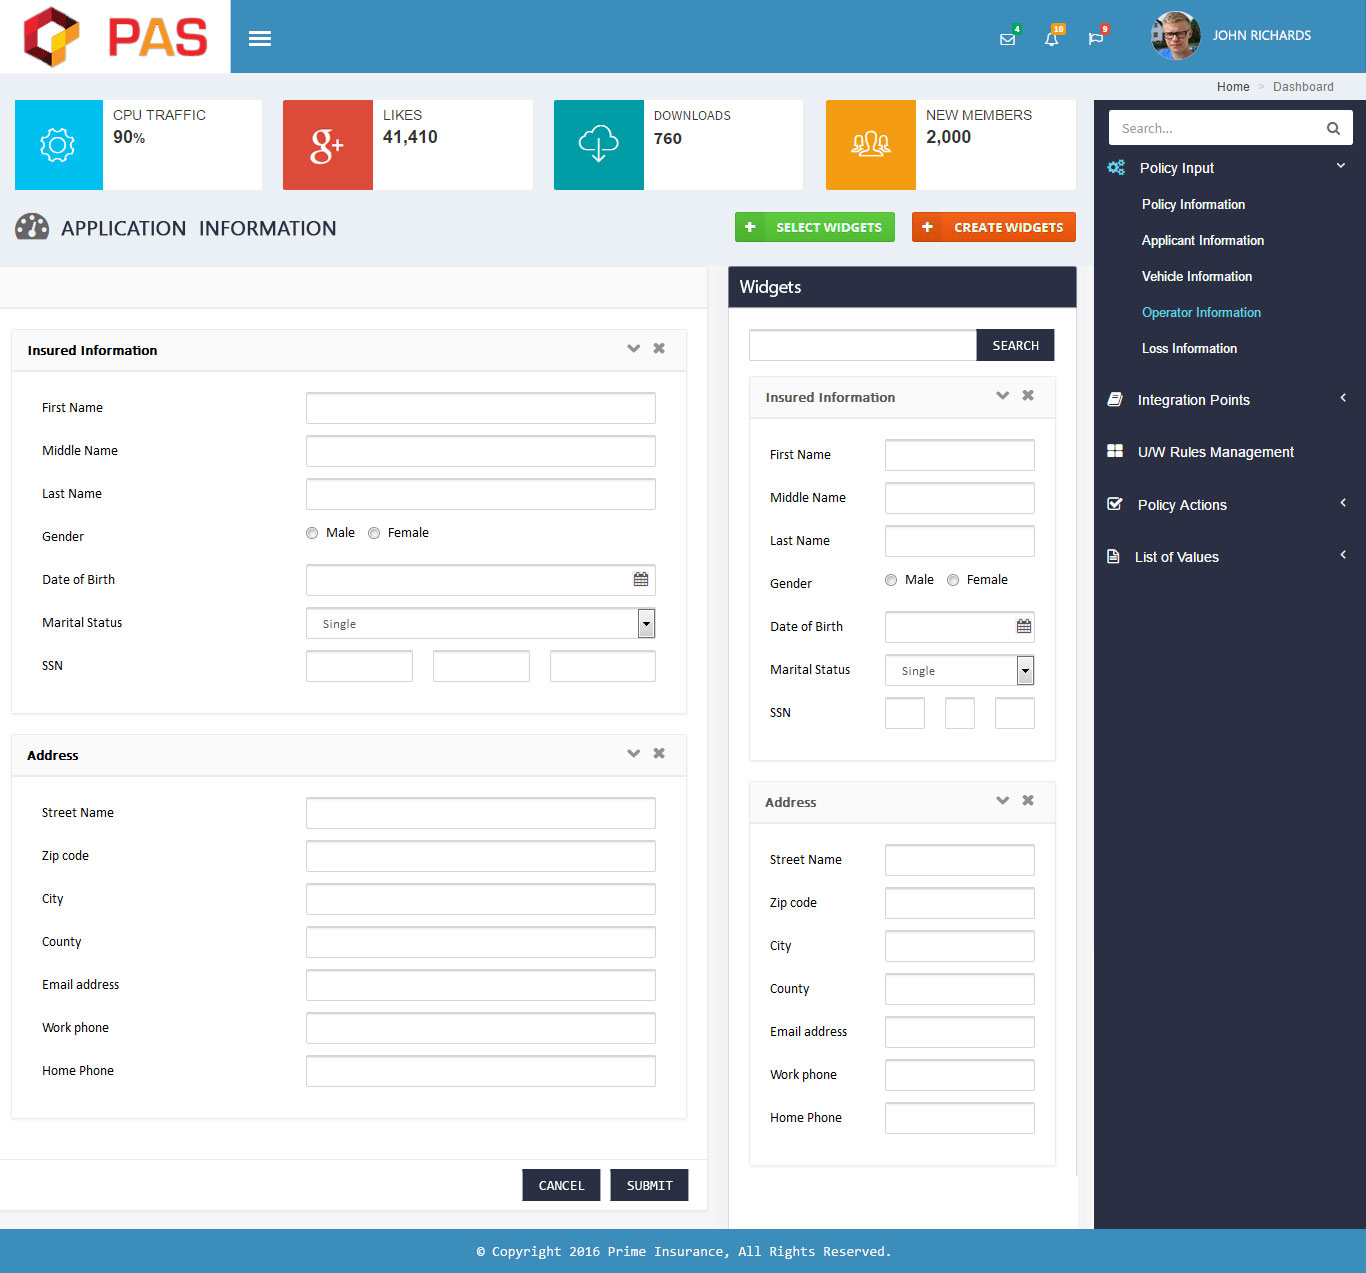 PAS
4
10
9
JOHN RICHARDS
Home > Dashboard
CPU TRAFFIC
90%
g+
LIKES
41,410
DOWNLOADS
760
NEW MEMBERS
2,000
APPLICATION INFORMATION
SELECT WIDGETS
CREATE WIDGETS
Insured Information
First Name
Middle Name
Last Name
Gender
Male Female
Date of Birth
Marital Status
Single
SSN
Address
Street Name
Zip code
City
County
Email address
Work phone
Home Phone
CANCEL
SUBMIT
Widgets
SEARCH
Insured Information
First Name
Middle Name
Last Name
Gender
Male Female
Date of Birth
Marital Status
Single
SSN
Address
Street Name
Zip code
City
County
Email address
Work phone
Home Phone
Search...
Policy Input
Policy Information
Applicant Information
Vehicle Information
Operator Information
Loss Information
Integration Points
U/W Rules Management
Policy Actions
List of Values
© Copyright 2016 Prime Insurance, All Rights Reserved.